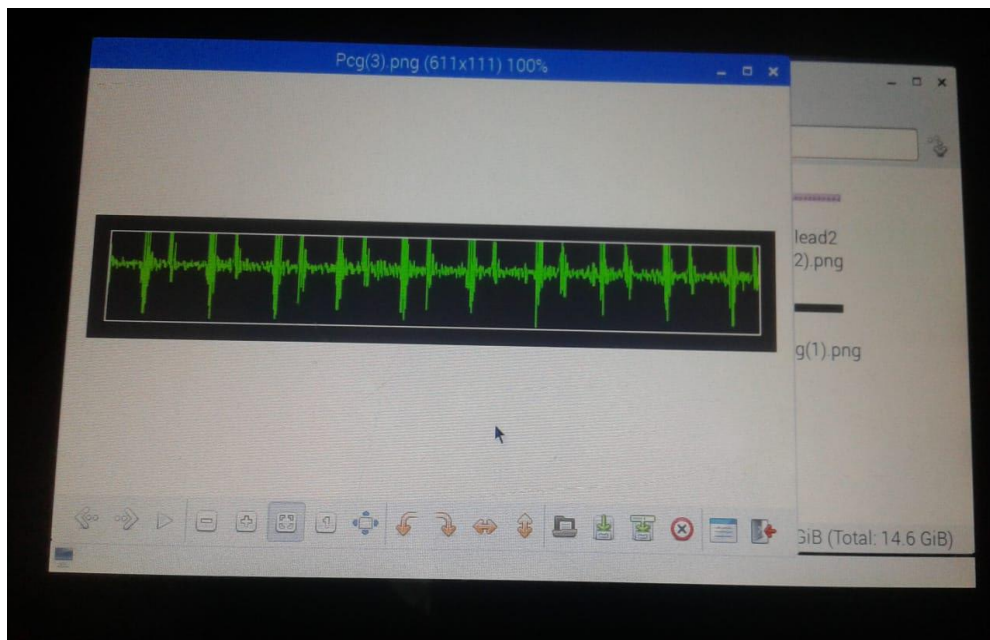 Pcg(3).png (611x111) 100%
lead2
2).png
g(1).png
GiB (Total: 14.6 GiB)